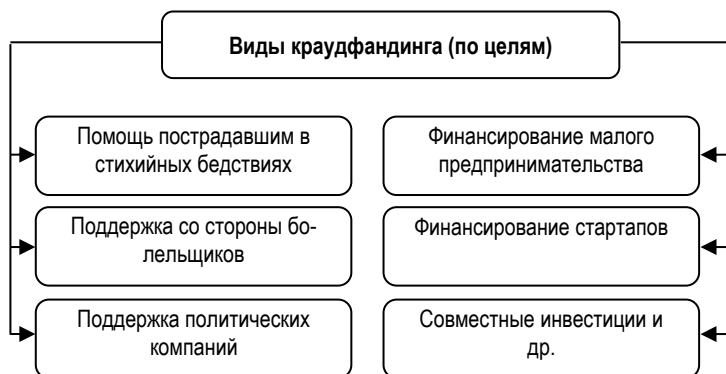 Виды краудфандинга (по целям)
Помощь пострадавшим в
стихийных бедствиях
Финансирование малого
предпринимательства
Поддержка со стороны бо-
лельщиков
Финансирование стартапов
Поддержка политических
компаний
Совместные инвестиции и
др.